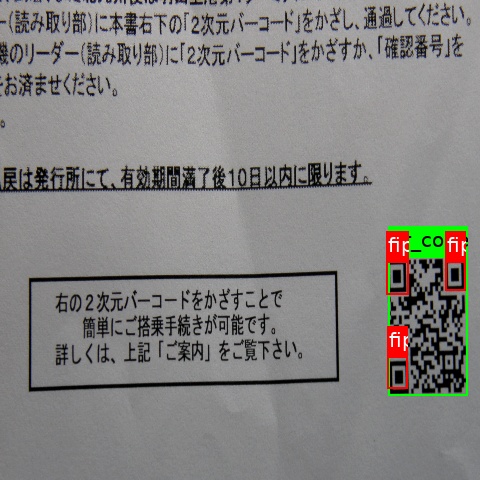 (読み取り部)に本書右下の「2次元バーコード」をかざし、通過してください。
機のリーダー(読み取り部)に「2次元バーコード」をかざすか、「確認番号」を
お済ませください。
。
戻は発行所にて、有効期間満了後10日以内に限ります。
右の2次元バーコードをかざすことで
簡単にご搭乗手続きが可能です。
詳しくは、上記「ご案内」をご覧下さい。
fip
fip
fip